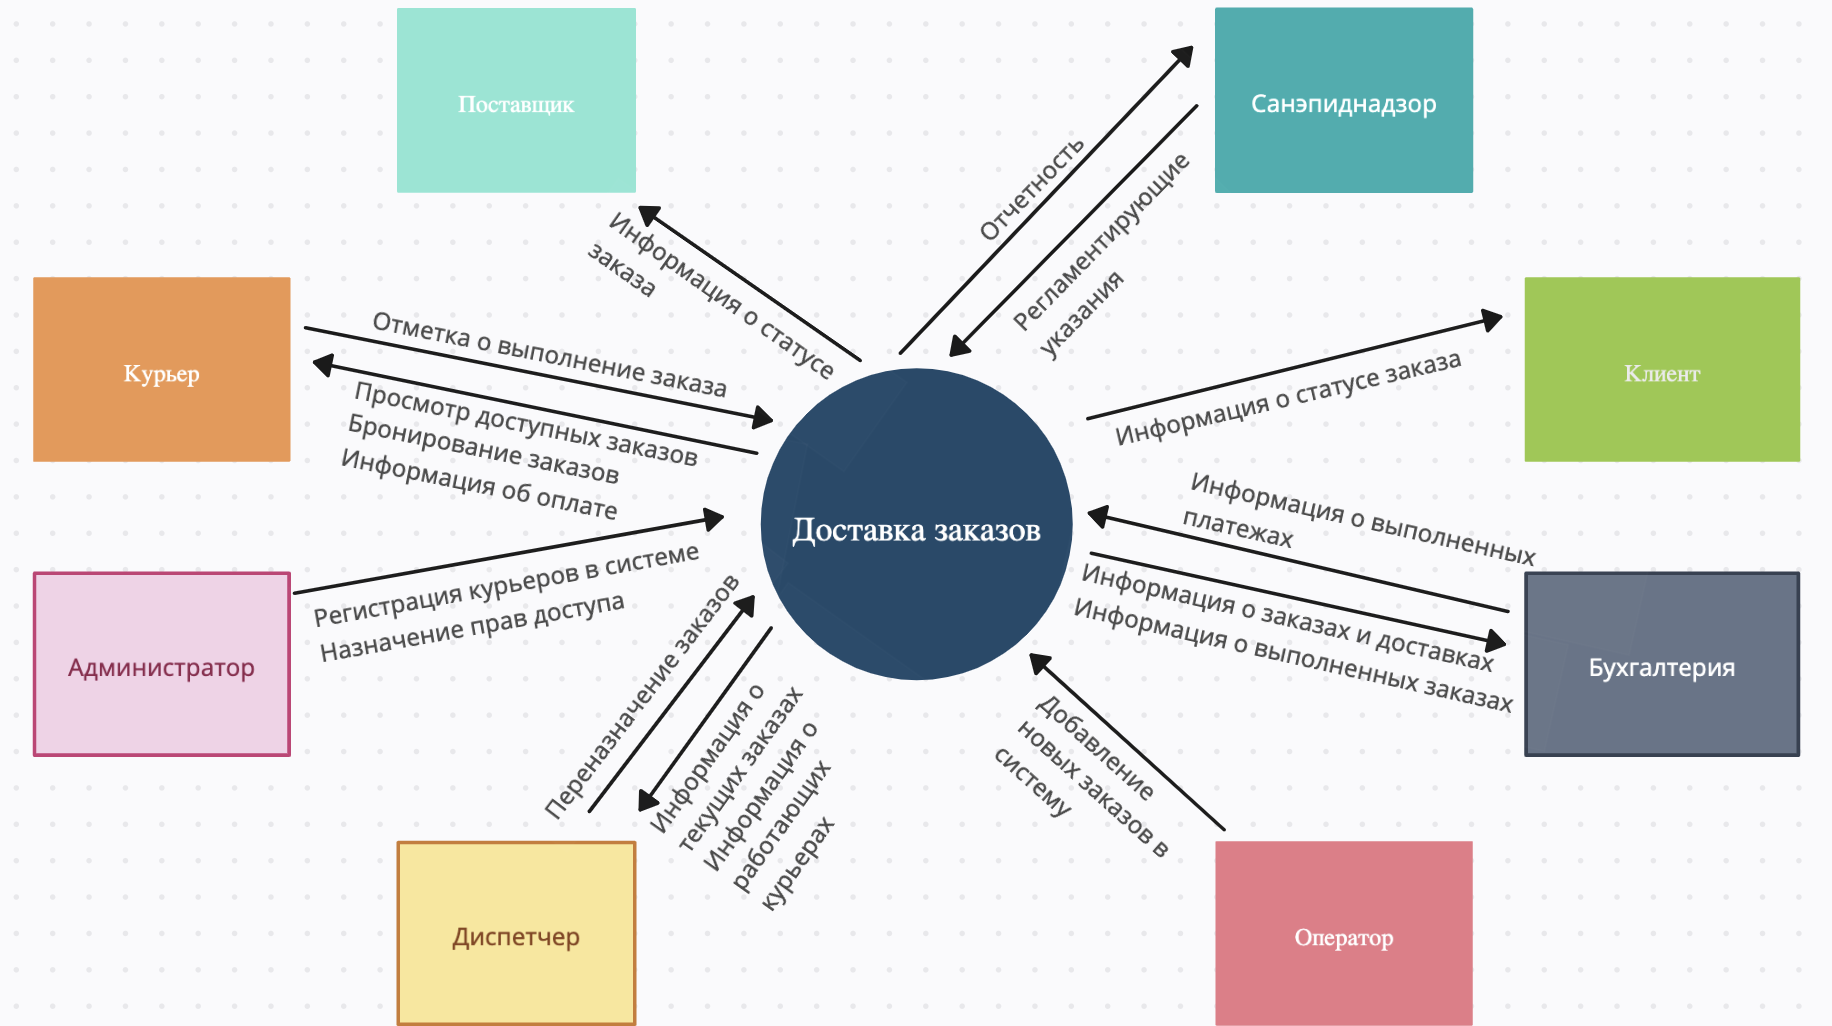 Поставщик
Санэпиднадзор
Отчетность
Регламентирующие
указания
Информация о статусе
заказа
Курьер
Отметка о выполнение заказа
Просмотр доступных заказов
Бронирование заказов
Информация об оплате
Информация о статусе заказа
Клиент
Доставка заказов
Информация о выполненных
платежах
Информация о заказах и доставках
Информация о выполненных заказах
Бухгалтерия
Администратор
Регистрация курьеров в системе
Назначение прав доступа
Переназначение заказов
Информация о
текущих заказах
Информация о
работающих
курьерах
Добавление
новых заказов в
систему
Диспетчер
Оператор